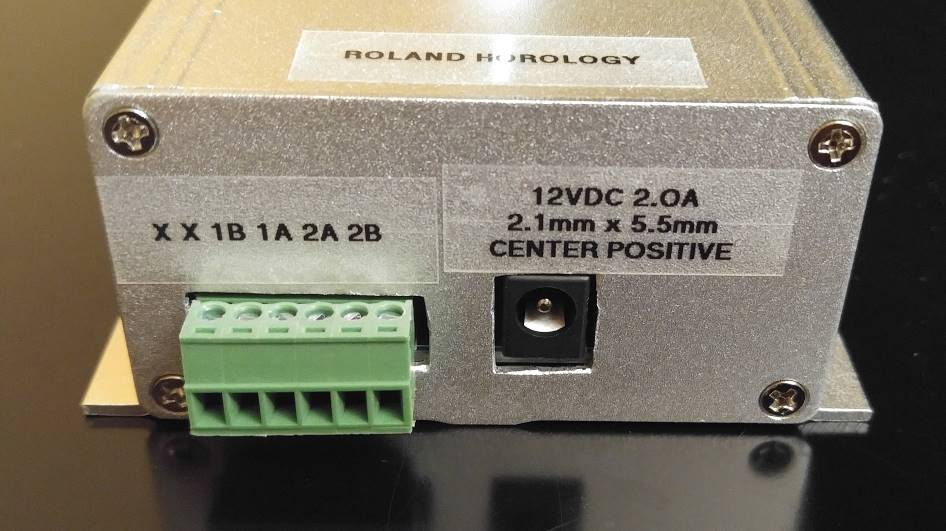 ROLAND HOROLOGY
X X 1B 1A 2A 2B
12VDC 2.0A
2.1mm x 5.5mm
CENTER POSITIVE